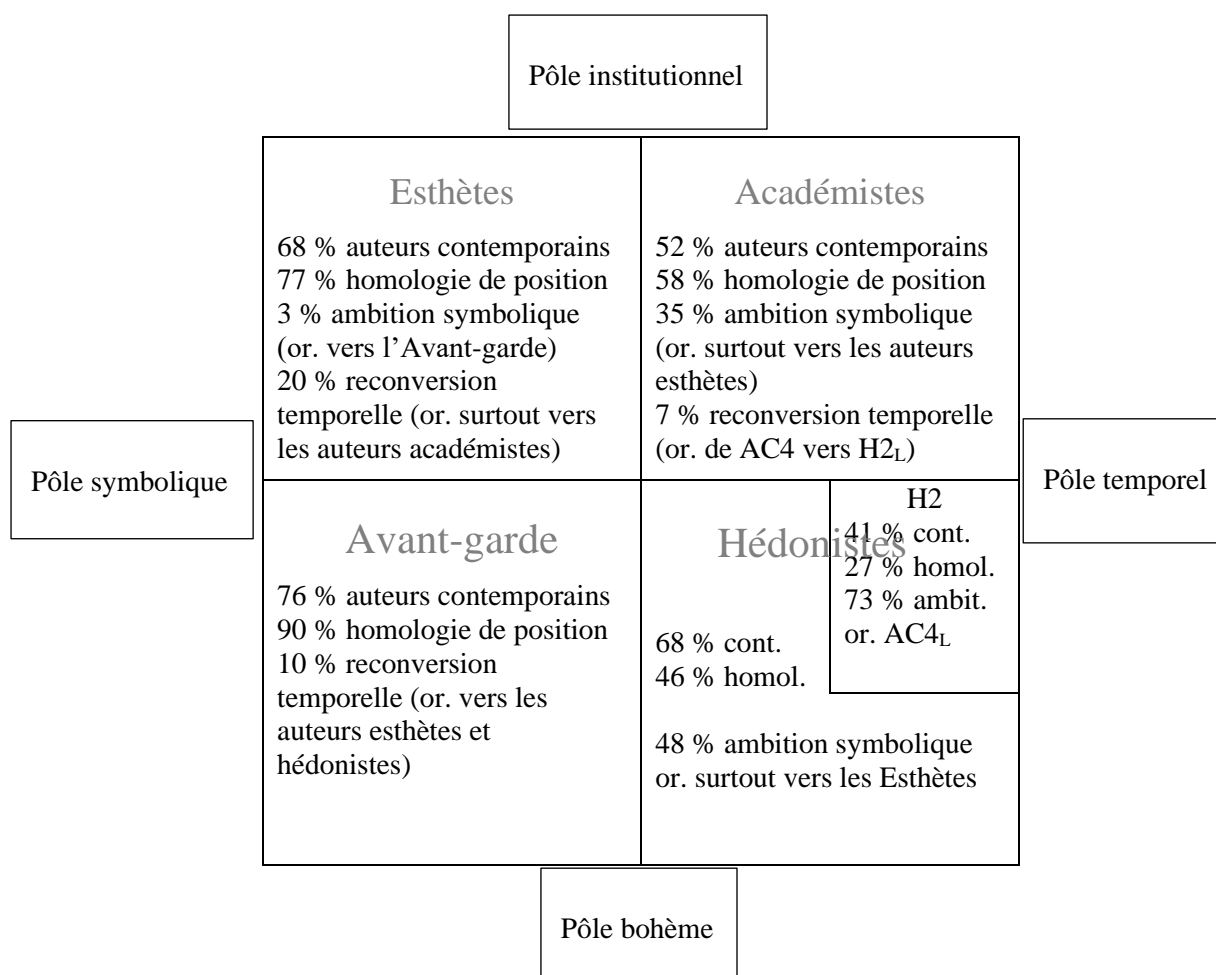 Pôle institutionnel
Esthètes
68 % auteurs contemporains
77 % homologie de position
3 % ambition symbolique
(or. vers l’Avant-garde)
20 % reconversion
temporelle (or. surtout vers
les auteurs académistes)
Académistes
52 % auteurs contemporains
58 % homologie de position
35 % ambition symbolique
(or. surtout vers les auteurs
esthètes)
7 % reconversion temporelle
(or. de AC4 vers H2L)
Pôle symbolique
Pôle temporel
Avant-garde
76 % auteurs contemporains
90 % homologie de position
10 % reconversion
temporelle (or. vers les
auteurs esthètes et
hédonistes)
Hédonistes
68 % cont.
46 % homol.
48 % ambition symbolique
or. surtout vers les Esthètes
H2
41 % cont.
27 % homol.
73 % ambit.
or. AC4L
Pôle bohème